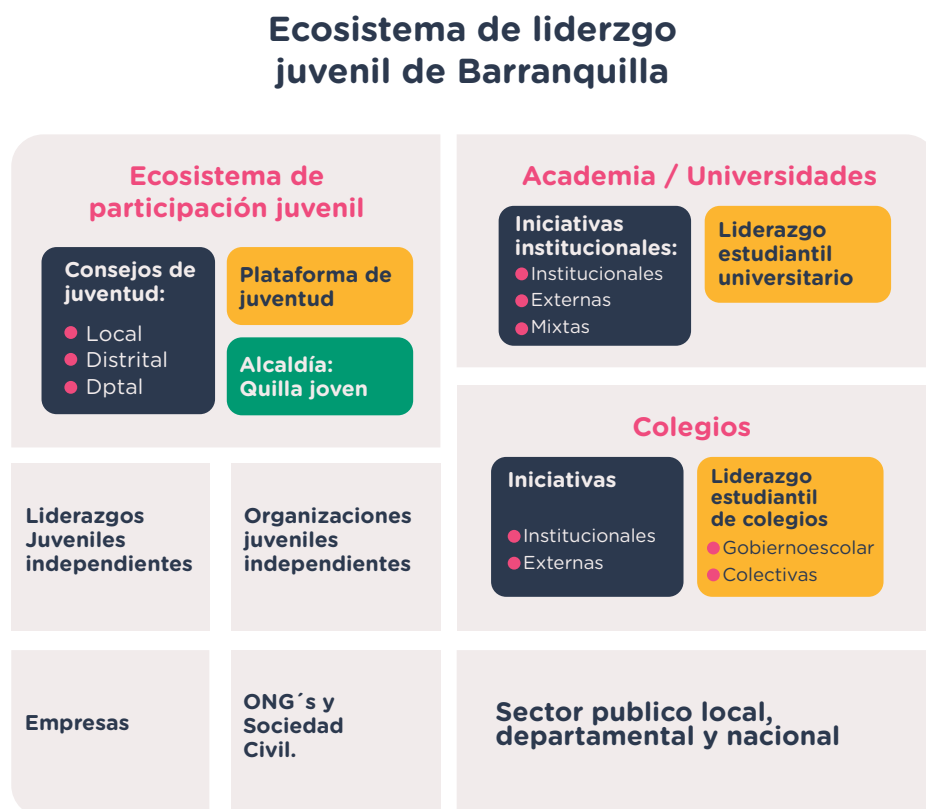 Ecosistema de liderzgo
juvenil de Barranquilla
Ecosistema de
participación juvenil
Consejos de
juventud:
Local
Distrital
Dptal
Plataforma de
juventud
Alcaldía:
Quilla joven
Academia / Universidades
Iniciativas
institucionales:
Institucionales
Externas
Mixtas
Liderazgo
estudiantil
universitario
Colegios
Iniciativas
Institucionales
Externas
Liderazgo
estudiantil
de colegios
Gobiernoescolar
Colectivas
Liderazgos
Juveniles
independientes
Organizaciones
juveniles
independientes
Empresas
ONG´s y
Sociedad
Civil.
Sector publico local,
departamental y nacional